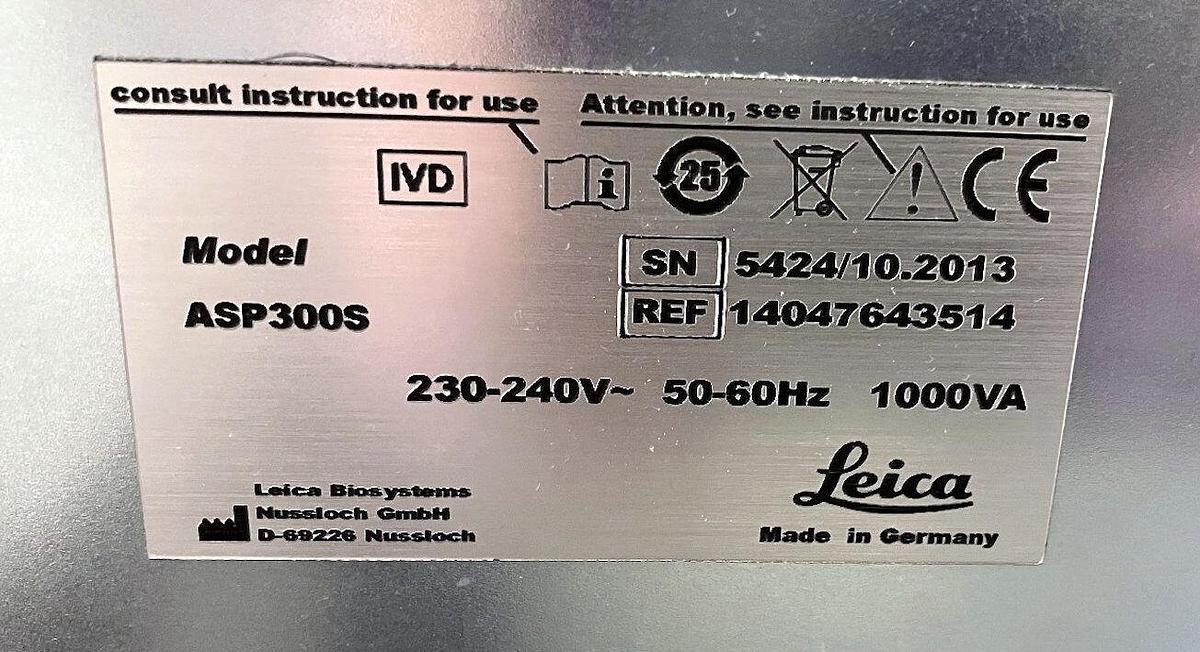 consult instruction for use
Attention, see instruction for use
IVD
i
25
!
CE
Model
SN 5424/10.2013
ASP300S
REF 14047643514
230-240V~ 50-60Hz 1000VA
Leica Biosystems
Nussloch GmbH
D-69226 Nussloch
Leica
Made in Germany